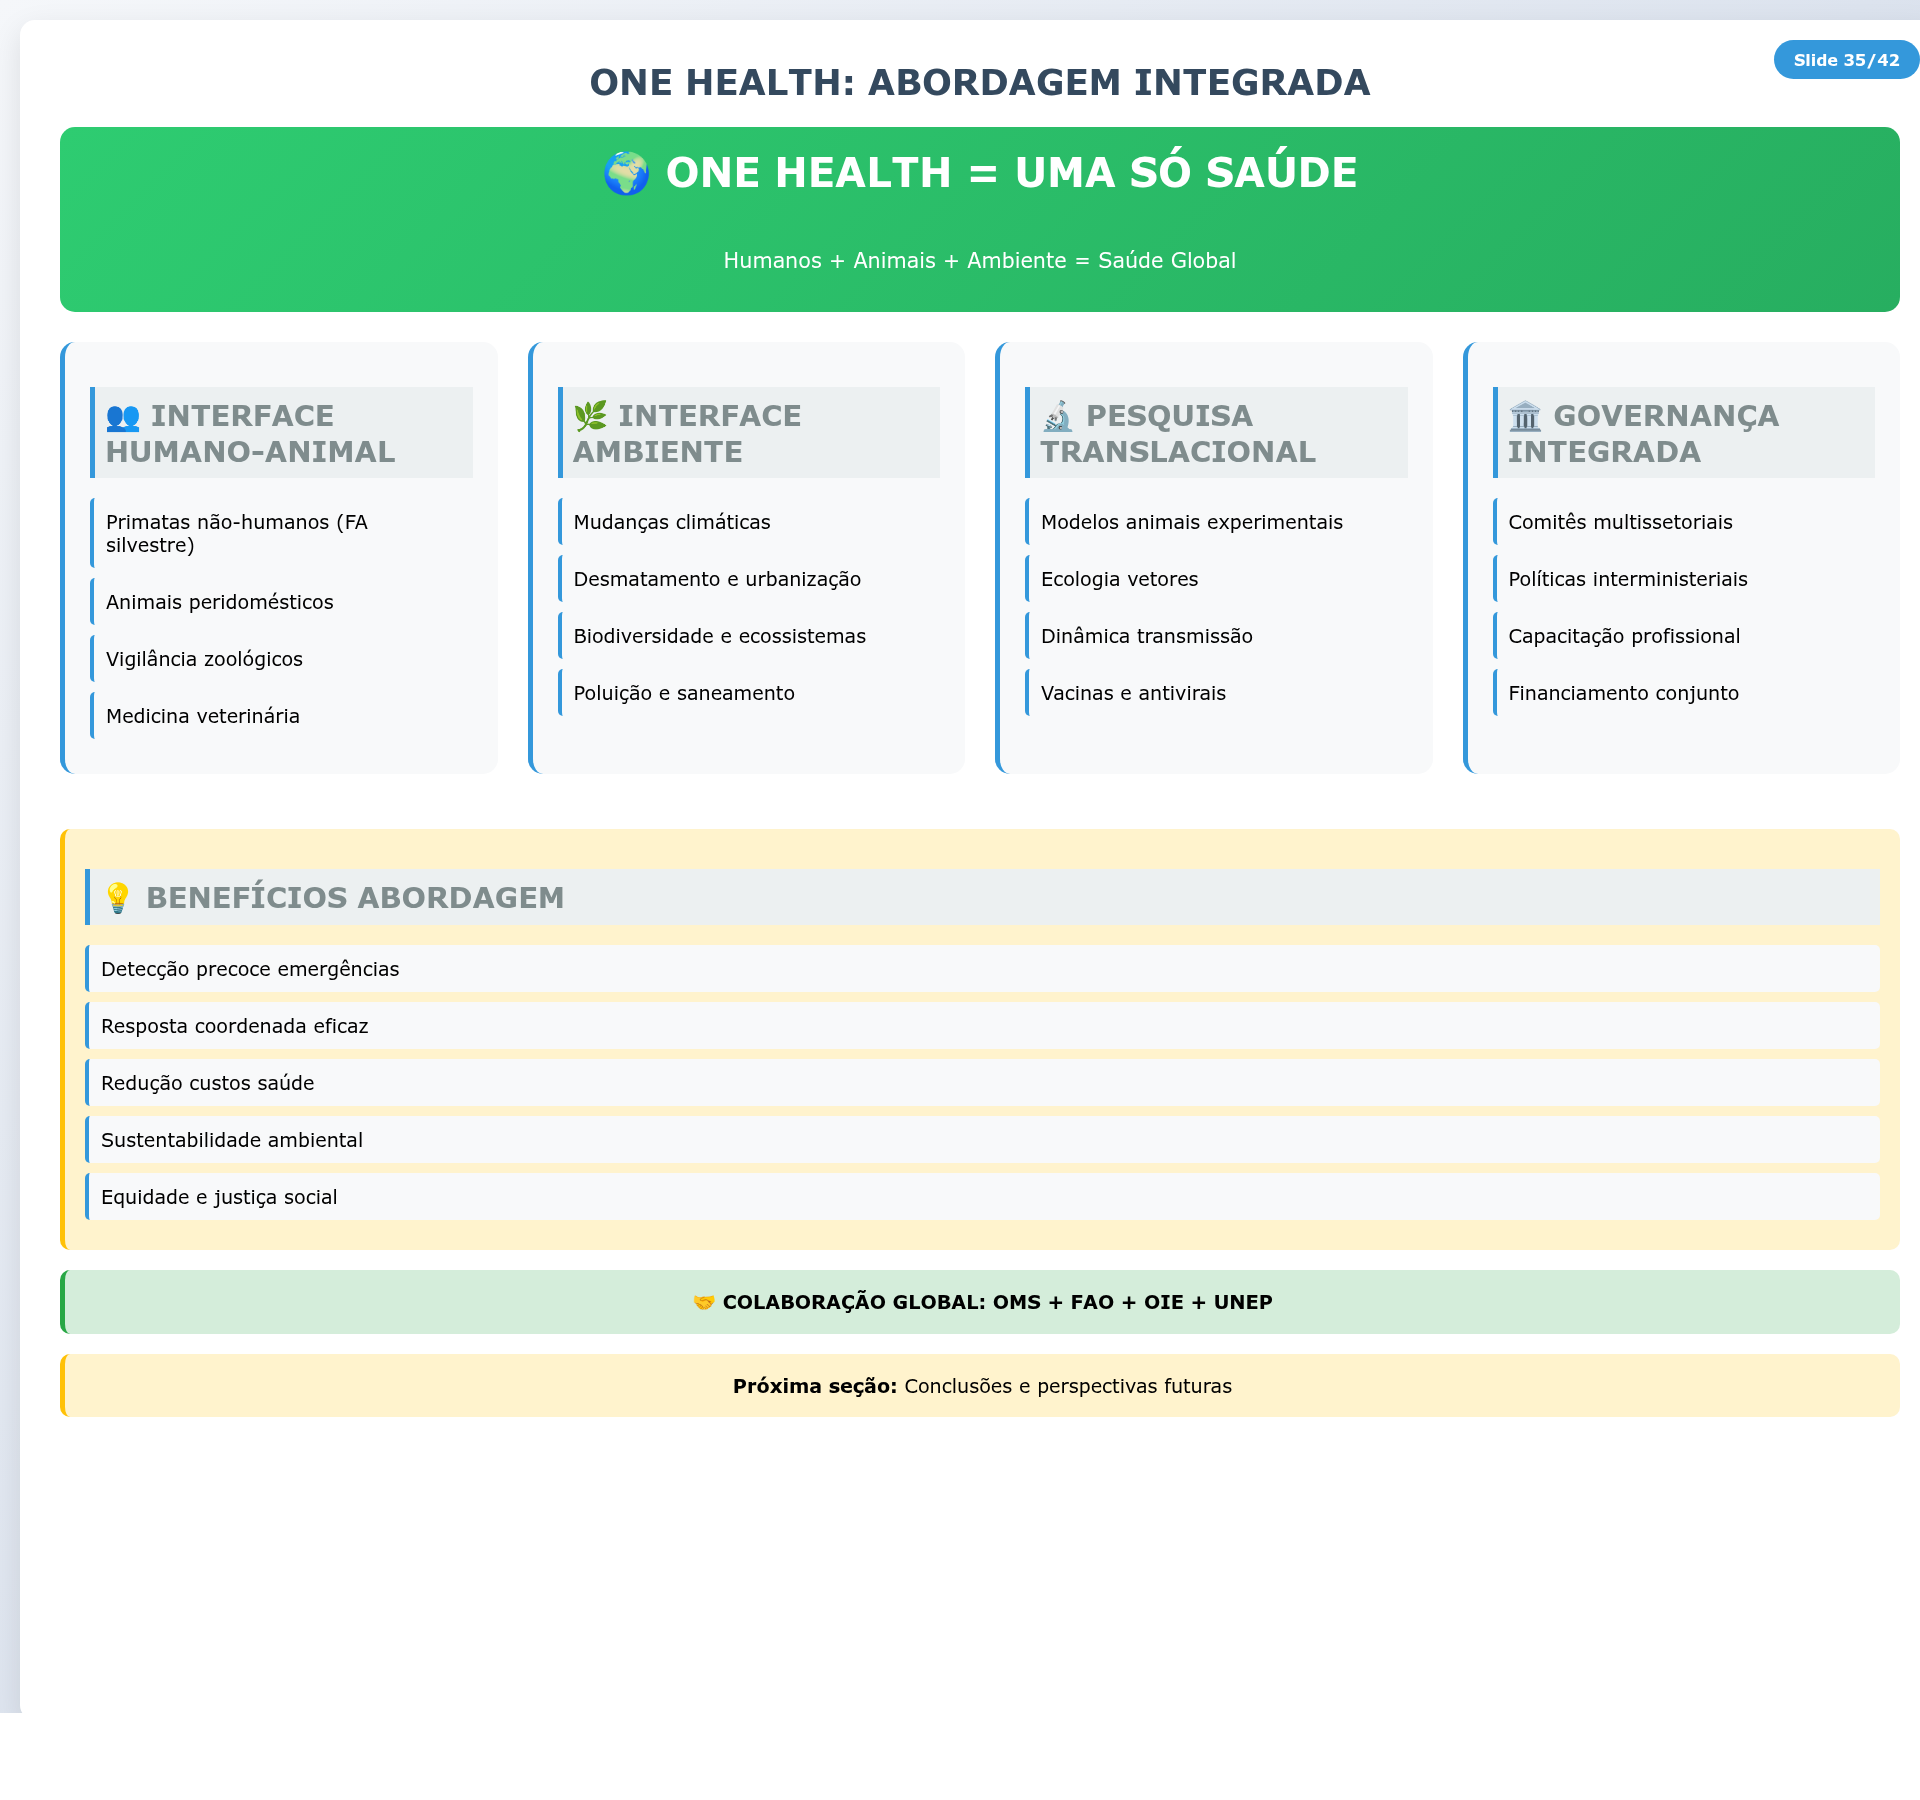 Slide 35/42
ONE HEALTH: ABORDAGEM INTEGRADA
🌍 ONE HEALTH = UMA SÓ SAÚDE
Humanos + Animais + Ambiente = Saúde Global
👥 INTERFACE
HUMANO-ANIMAL
Primatas não-humanos (FA
silvestre)
Animais peridomésticos
Vigilância zoológicos
Medicina veterinária
🌿 INTERFACE
AMBIENTE
Mudanças climáticas
Desmatamento e urbanização
Biodiversidade e ecossistemas
Poluição e saneamento
🔬 PESQUISA
TRANSLACIONAL
Modelos animais experimentais
Ecologia vetores
Dinâmica transmissão
Vacinas e antivirais
🏛️ GOVERNANÇA
INTEGRADA
Comitês multissetoriais
Políticas interministeriais
Capacitação profissional
Financiamento conjunto
💡 BENEFÍCIOS ABORDAGEM
Detecção precoce emergências
Resposta coordenada eficaz
Redução custos saúde
Sustentabilidade ambiental
Equidade e justiça social
🤝 COLABORAÇÃO GLOBAL: OMS + FAO + OIE + UNEP
Próxima seção: Conclusões e perspectivas futuras